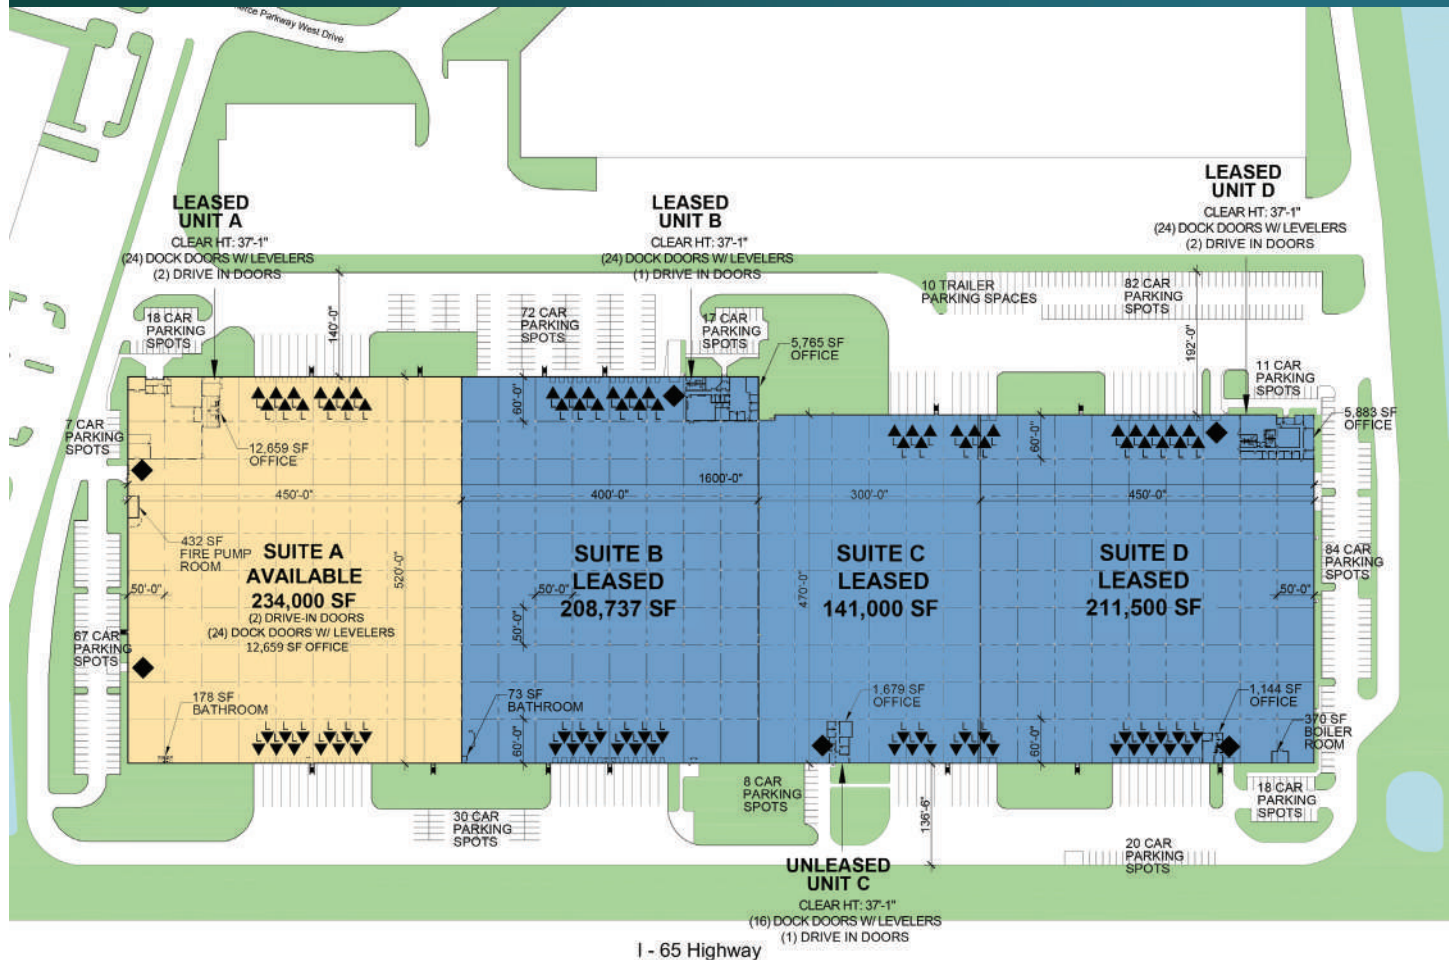 Parkway West Drive
LEASED
UNIT A
CLEAR HT: 37'-1"
(24) DOCK DOORS W/ LEVELERS
(2) DRIVE IN DOORS
LEASED
UNIT B
CLEAR HT: 37'-1"
(24) DOCK DOORS W/ LEVELERS
(1) DRIVE IN DOORS
LEASED
UNIT D
CLEAR HT: 37'-1"
(24) DOCK DOORS W/ LEVELERS
(2) DRIVE IN DOORS
18 CAR
PARKING
SPOTS
140'-0"
72 CAR
PARKING
SPOTS
17 CAR
PARKING
SPOTS
5,765 SF
OFFICE
10 TRAILER
PARKING SPACES
82 CAR
PARKING
SPOTS
192'-0"
11 CAR
PARKING
SPOTS
5,883 SF
OFFICE
7 CAR
PARKING
SPOTS
12,659 SF
OFFICE
60'-0"
60'-0"
1600'-0"
450'-0"
400'-0"
300'-0"
450'-0"
432 SF
FIRE PUMP
ROOM
SUITE A
AVAILABLE
234,000 SF
(2) DRIVE-IN DOORS
(24) DOCK DOORS W/ LEVELERS
12,659 SF OFFICE
520'-0"
50'-0"
SUITE B
LEASED
208,737 SF
50'-0"
50'-0"
SUITE C
LEASED
141,000 SF
470'-0"
SUITE D
LEASED
211,500 SF
50'-0"
84 CAR
PARKING
SPOTS
67 CAR
PARKING
SPOTS
178 SF
BATHROOM
73 SF
BATHROOM
60'-0"
1,679 SF
OFFICE
60'-0"
1,144 SF
OFFICE
370 SF
BOILER
ROOM
L L L L L L L L
L L L L L L L L
L L L L L L
L L L L L L L L
L L L L L L L L
L L L L L L L L
L L L L L L
L L L L L L L L
30 CAR
PARKING
SPOTS
8 CAR
PARKING
SPOTS
136'-6"
18 CAR
PARKING
SPOTS
20 CAR
PARKING
SPOTS
UNLEASED
UNIT C
CLEAR HT: 37'-1"
(16) DOCK DOORS W/ LEVELERS
(1) DRIVE IN DOORS
I - 65 Highway